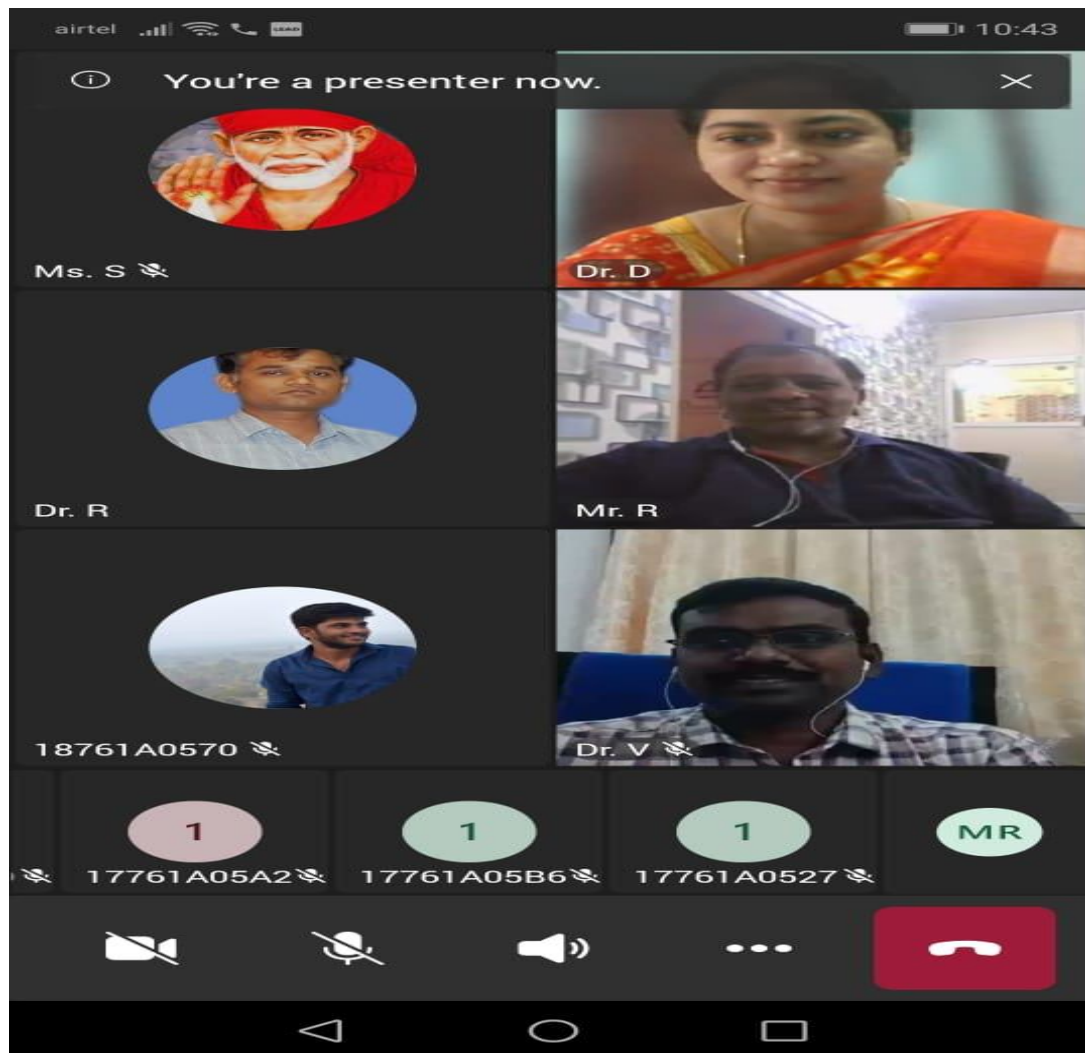 airtel LEAD 10:43
You're a presenter now.
Ms. S
Dr. D
Dr. R
Mr. R
18761A0570
Dr. V
1
1
1
MR
17761A05A2
17761A05B6
17761A0527